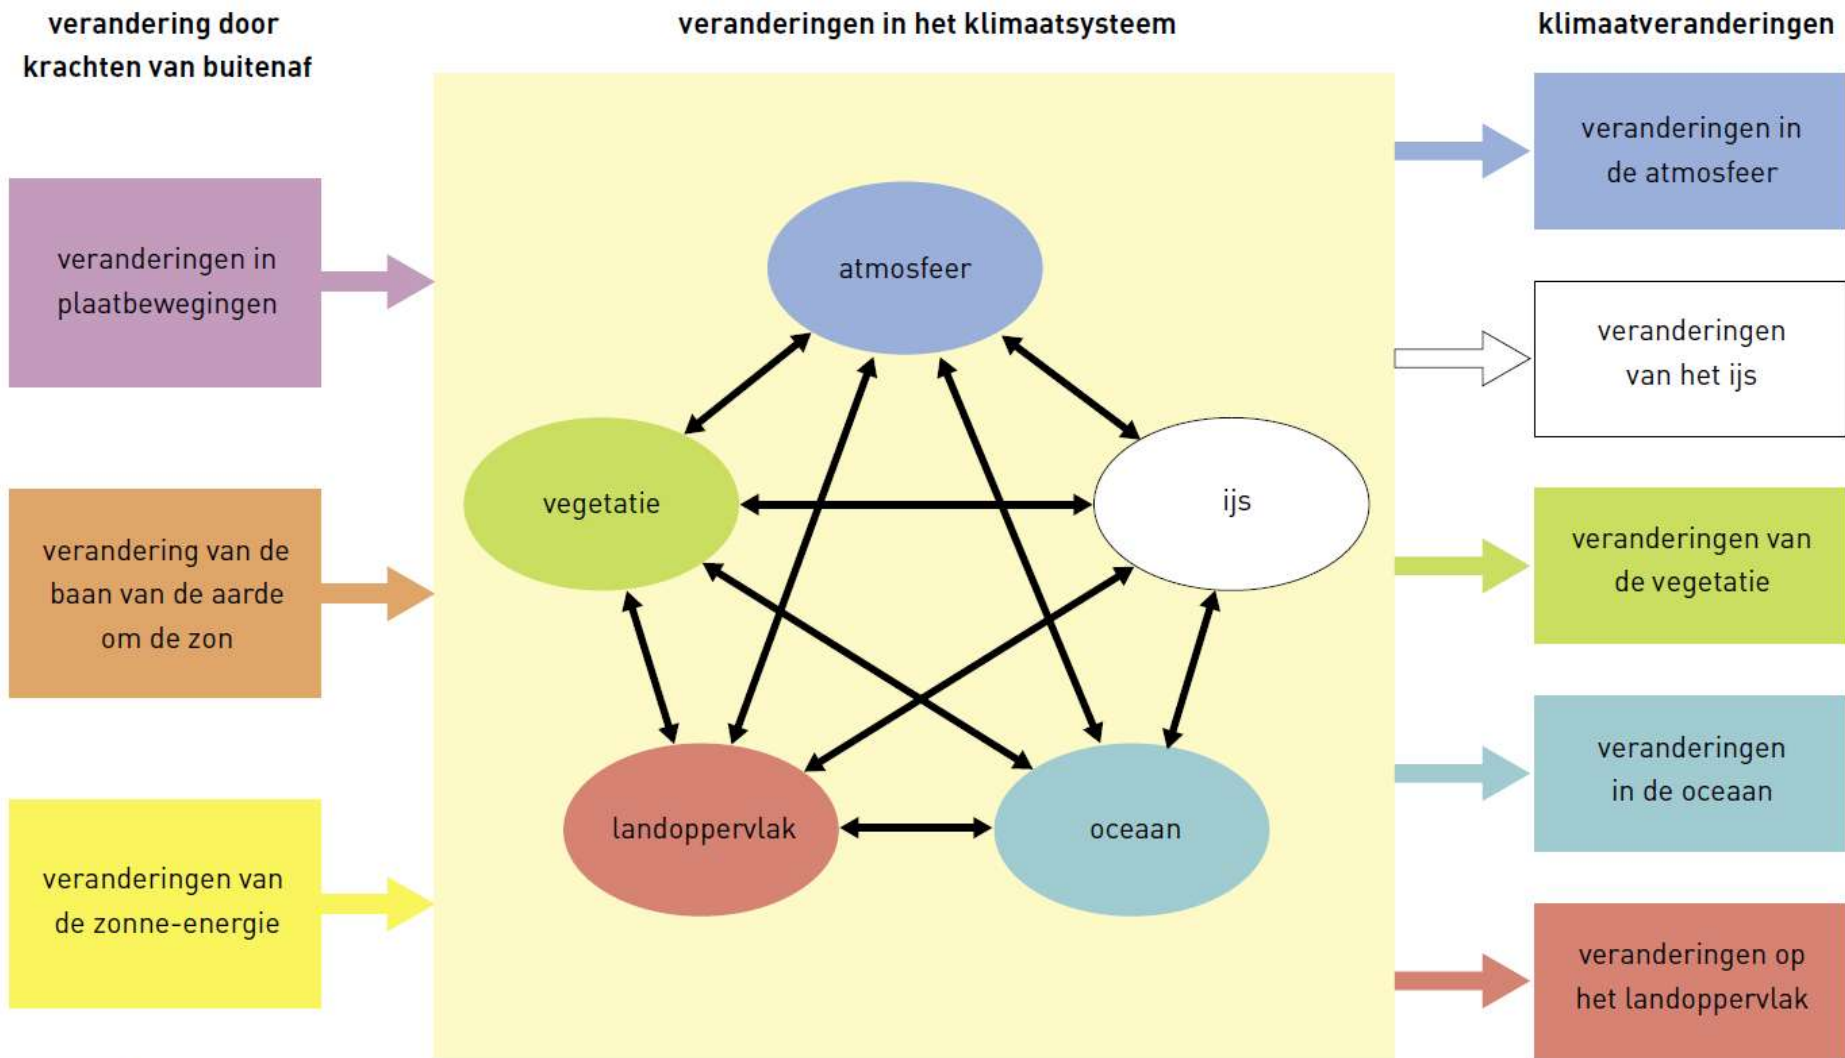 verandering door
krachten van buitenaf
veranderingen in het klimaatsysteem
klimaatveranderingen
veranderingen in
plaatbewegingen
verandering van de
baan van de aarde
om de zon
veranderingen van
de zonne-energie
atmosfeer
vegetatie
ijs
landoppervlak
oceaan
veranderingen in
de atmosfeer
veranderingen
van het ijs
veranderingen van
de vegetatie
veranderingen
in de oceaan
veranderingen op
het landoppervlak